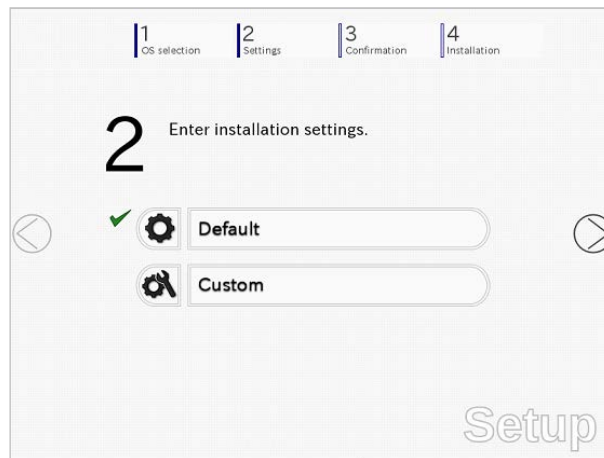 1
OS selection
2
Settings
3
Confirmation
4
Installation
2
Enter installation settings.
Default
Custom
Setup